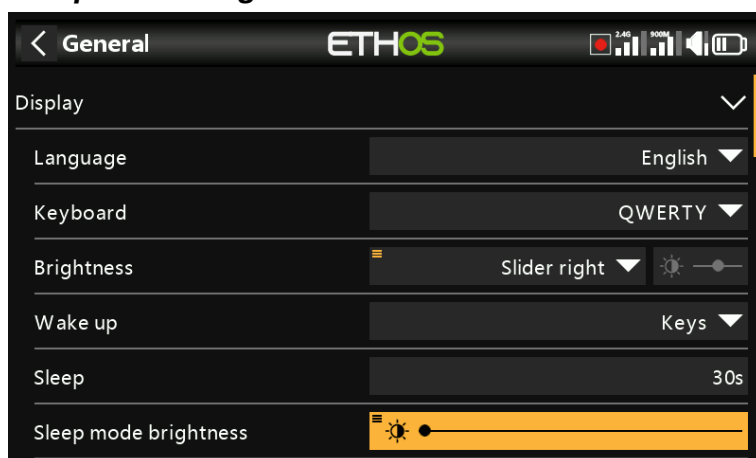 General
ETHOS
2.4G
900M
Display
Language
English
Keyboard
QWERTY
Brightness
Slider right
Wake up
Keys
Sleep
30s
Sleep mode brightness